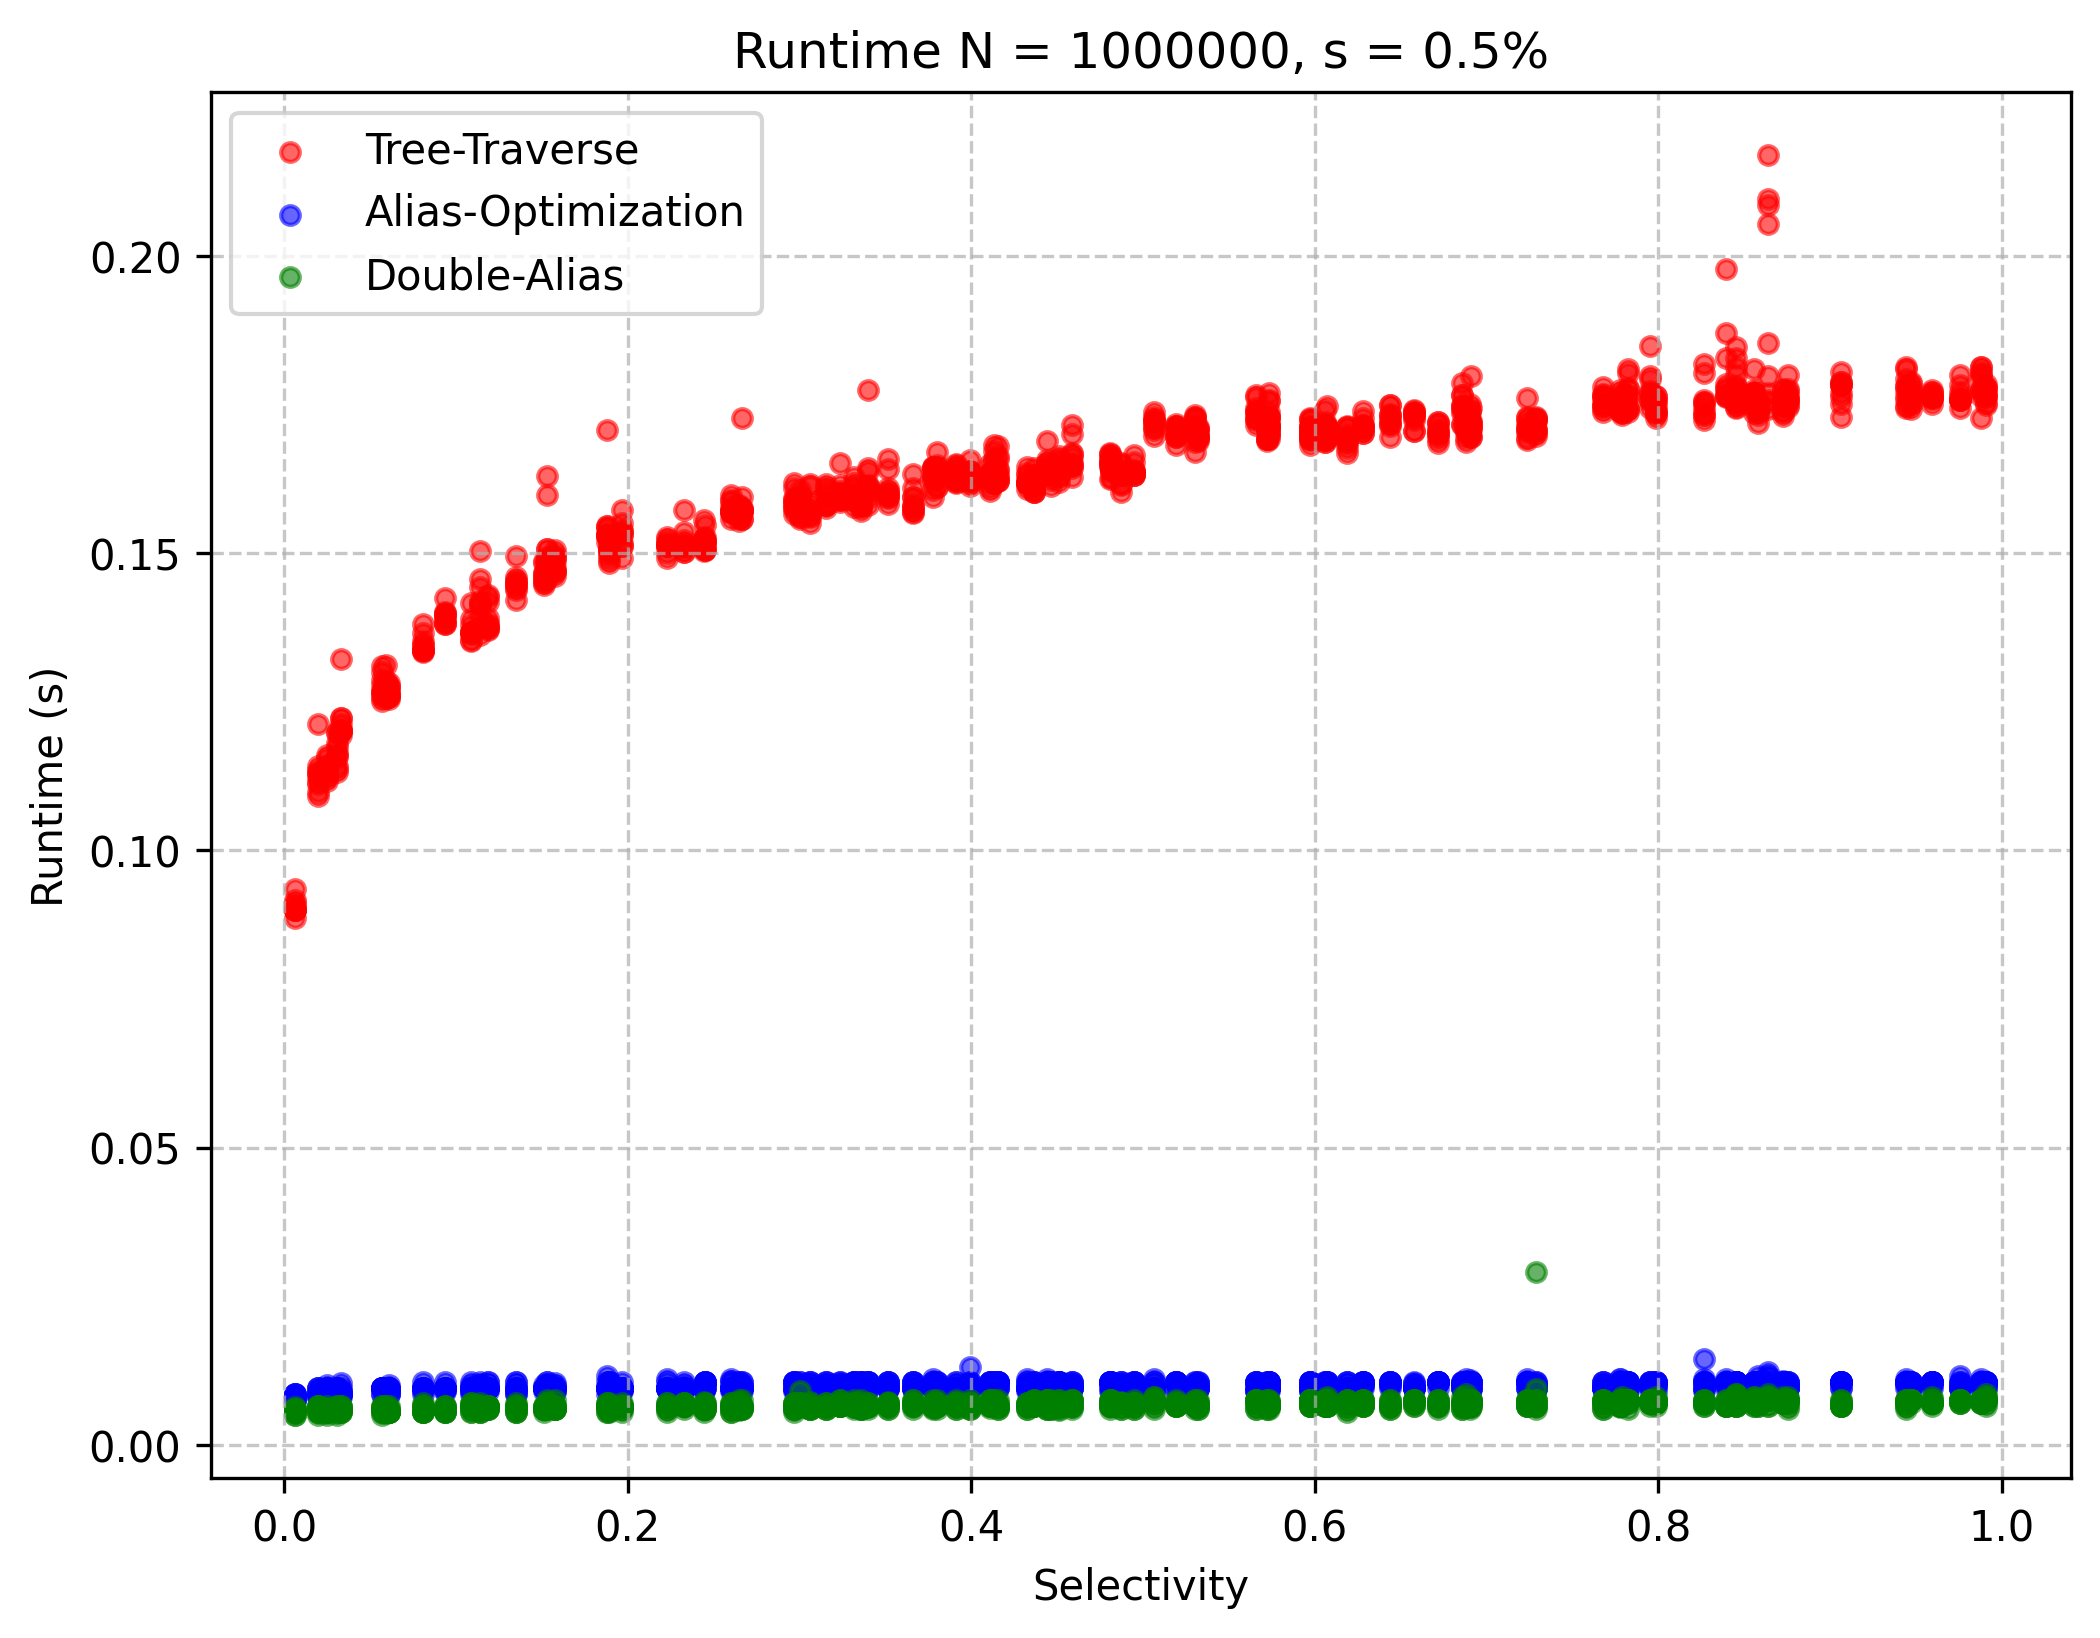 Runtime N = 1000000, s = 0.5%
Tree-Traverse
Alias-Optimization
Double-Alias
Runtime (s)
0.20
0.15
0.10
0.05
0.00
0.0 0.2 0.4 0.6 0.8 1.0
Selectivity